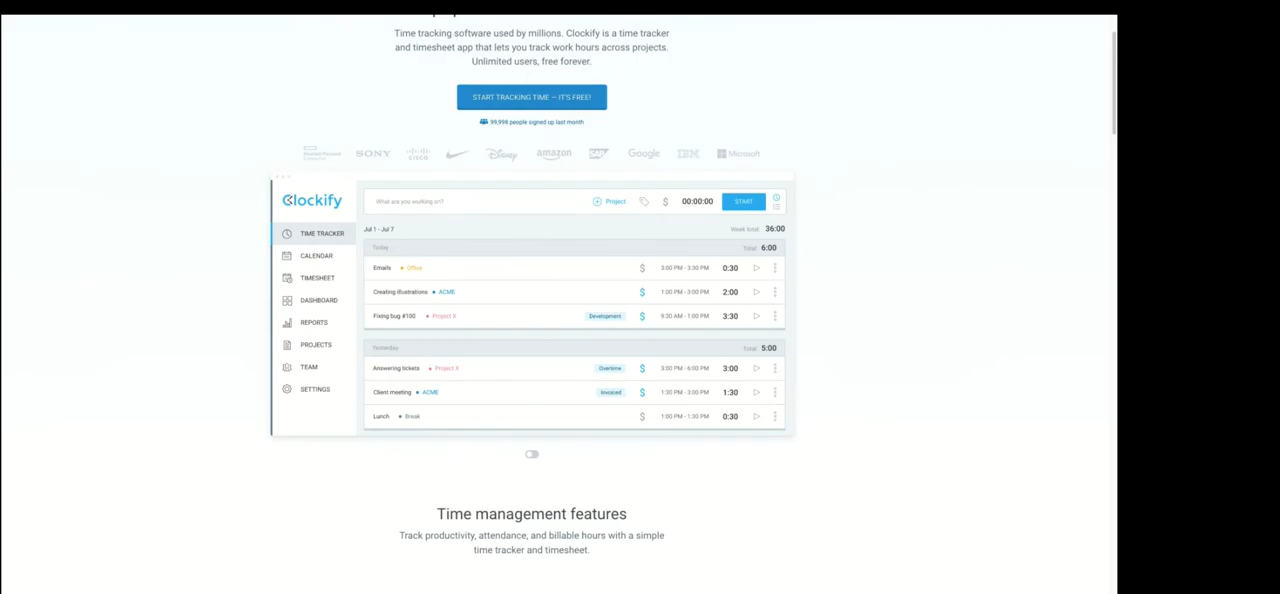 Time tracking software used by millions. Clockify is a time tracker
and timesheet app that lets you track work hours across projects.
Unlimited users, free forever.
START TRACKING TIME — IT'S FREE!
99,998 people signed up last month
SONY CISCO Disney amazon SAP Google IBM Microsoft
Clockify
What are you working on? Project $ 00:00:00 START
TIME TRACKER
CALENDAR
TIMESHEET
DASHBOARD
REPORTS
PROJECTS
TEAM
SETTINGS
Jul 1 - Jul 7 Week total: 36:00
Today Total: 6:00
Emails • Office $ 3:00 PM - 3:30 PM 0:30
Creating illustrations • ACME $ 1:00 PM - 3:00 PM 2:00
Fixing bug #100 • Project X Development $ 9:30 AM - 1:00 PM 3:30
Yesterday Total: 5:00
Answering tickets • Project X Overtime $ 3:00 PM - 6:00 PM 3:00
Client meeting • ACME Invoiced $ 1:30 PM - 3:00 PM 1:30
Lunch • Break $ 1:00 PM - 1:30 PM 0:30
Time management features
Track productivity, attendance, and billable hours with a simple
time tracker and timesheet.